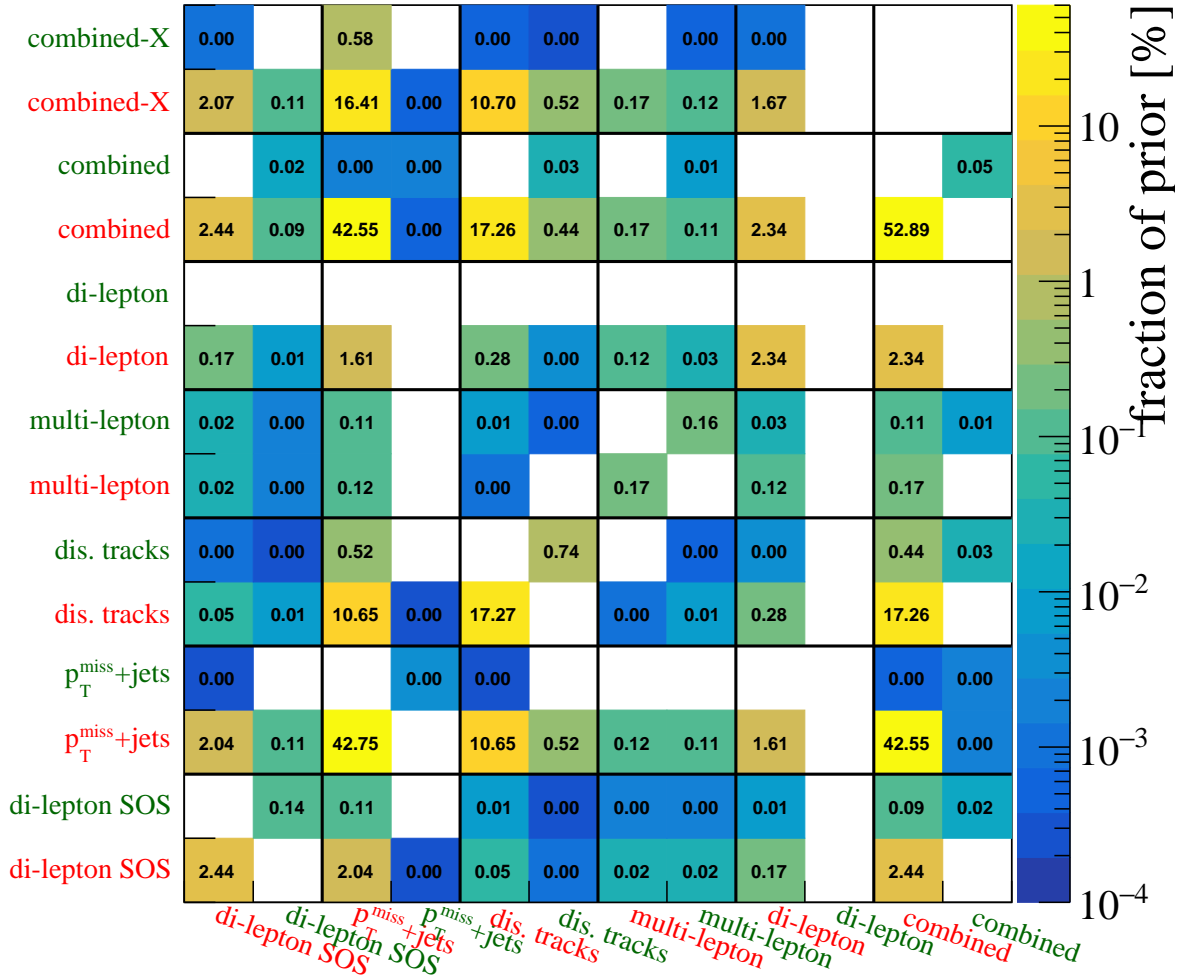 combined-X 0.00 0.58 0.00 0.00 0.00 0.00
combined-X 2.07 0.11 16.41 0.00 10.70 0.52 0.17 0.12 1.67
combined 0.02 0.00 0.00 0.03 0.01 0.05
combined 2.44 0.09 42.55 0.00 17.26 0.44 0.17 0.11 2.34 52.89
di-lepton
di-lepton 0.17 0.01 1.61 0.28 0.00 0.12 0.03 2.34 2.34
multi-lepton 0.02 0.00 0.11 0.01 0.00 0.16 0.03 0.11 0.01
multi-lepton 0.02 0.00 0.12 0.00 0.17 0.12 0.17
dis. tracks 0.00 0.00 0.52 0.74 0.00 0.00 0.44 0.03
dis. tracks 0.05 0.01 10.65 0.00 17.27 0.00 0.01 0.28 17.26
p_T^miss+jets 0.00 0.00 0.00 0.00 0.00
p_T^miss+jets 2.04 0.11 42.75 10.65 0.52 0.12 0.11 1.61 42.55 0.00
di-lepton SOS 0.14 0.11 0.01 0.00 0.00 0.00 0.01 0.09 0.02
di-lepton SOS 2.44 2.04 0.00 0.05 0.00 0.02 0.02 0.17 2.44
di-lepton SOS
di-lepton SOS
p_T^miss+jets
p_T^miss+jets
dis. tracks
dis. tracks
multi-lepton
multi-lepton
di-lepton
di-lepton
combined
combined
10
1
10^−1
10^−2
10^−3
10^−4
fraction of prior [%]